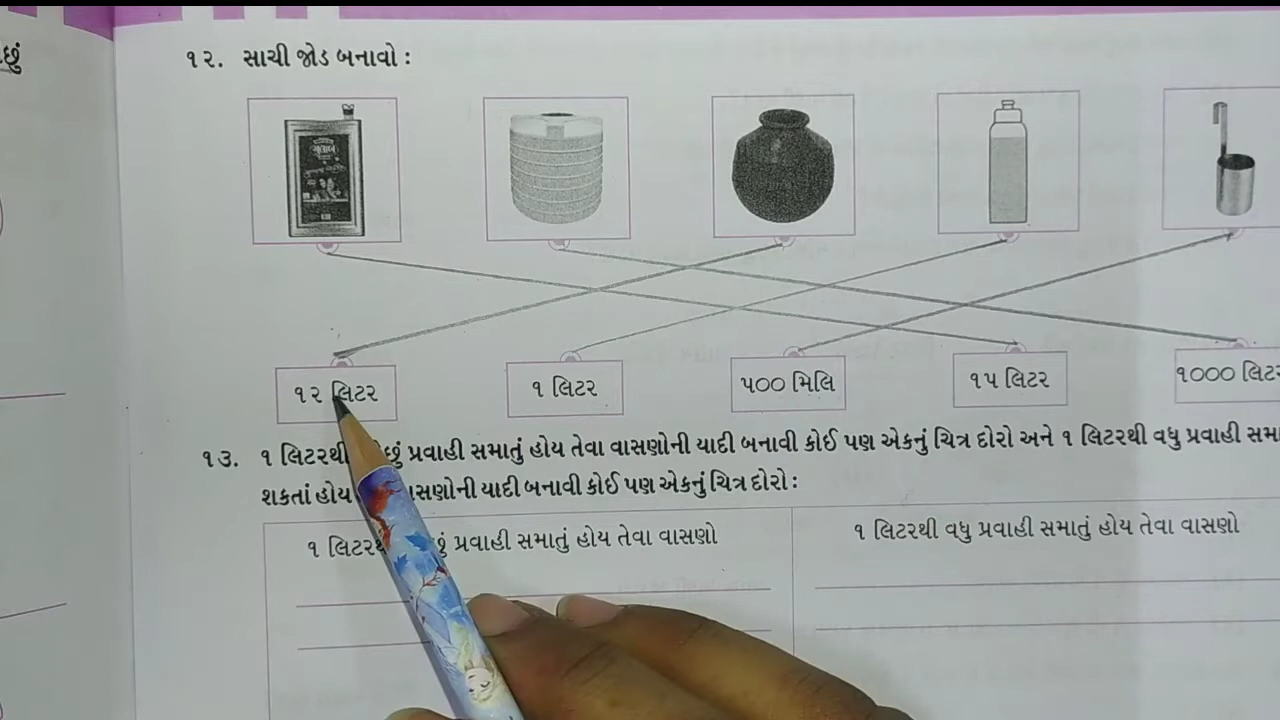 છું
૧૨. સાચી જોડ બનાવો :
૧૨ લિટર
૧ લિટર
૫૦૦ મિલિ
૧૫ લિટર
૧૦૦૦ લિટ
૧૩. ૧ લિટરથી છું પ્રવાહી સમાતું હોય તેવા વાસણોની યાદી બનાવી કોઈ પણ એકનું ચિત્ર દોરો અને ૧ લિટરથી વધુ પ્રવાહી સમા
શકતાં હોય સણોની યાદી બનાવી કોઈ પણ એકનું ચિત્ર દોરો :
૧ લિટરથ છું પ્રવાહી સમાતું હોય તેવા વાસણો
૧ લિટરથી વધુ પ્રવાહી સમાતું હોય તેવા વાસણો